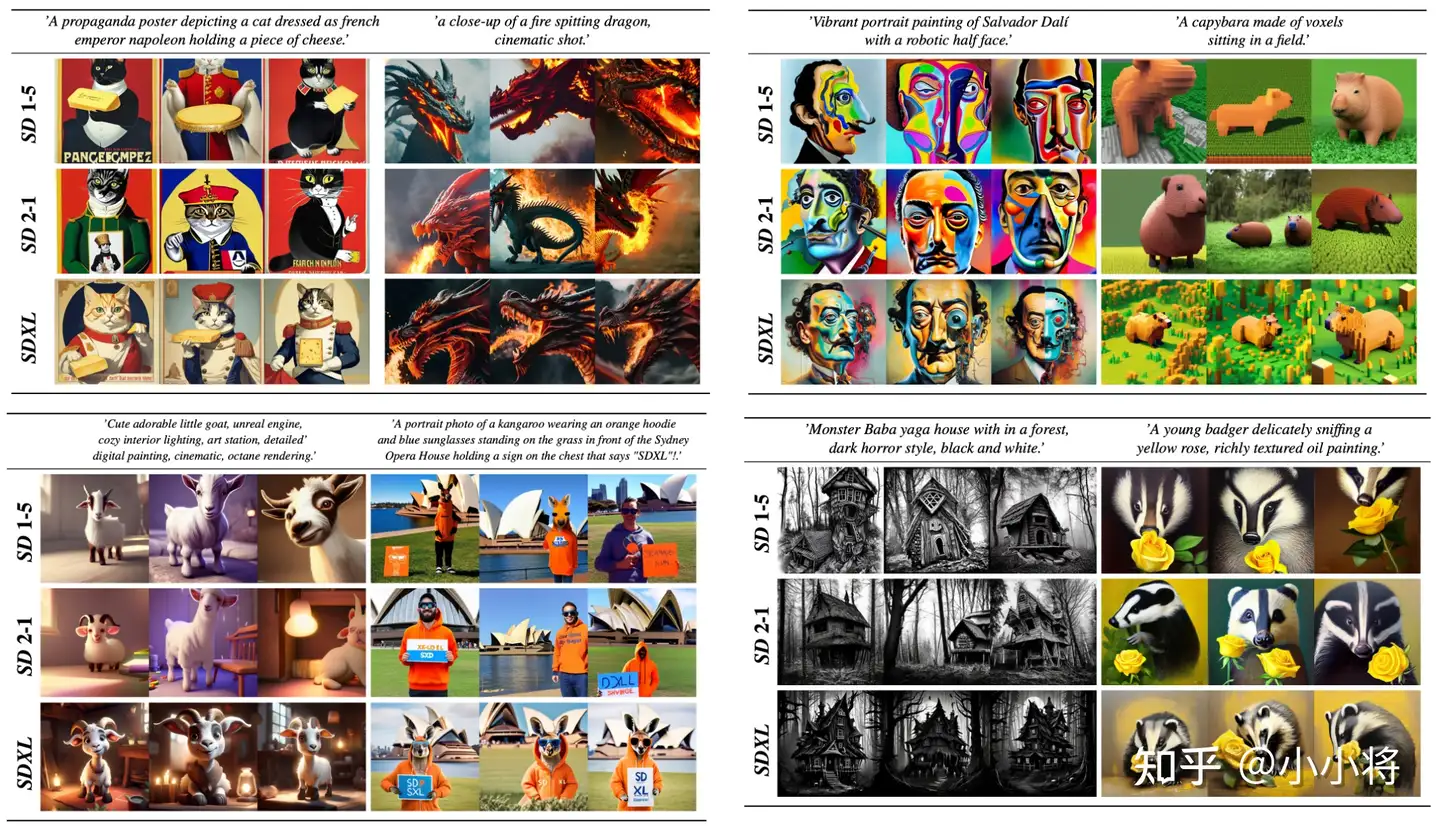 'A propaganda poster depicting a cat dressed as french
emperor napoleon holding a piece of cheese.'
'a close-up of a fire spitting dragon,
cinematic shot.'
SD 1-5
PANGEKOMPEZ
SD 2-1
SDXL
'Vibrant portrait painting of Salvador Dalí
with a robotic half face.'
'A capybara made of voxels
sitting in a field.'
SD 1-5
SD 2-1
SDXL
'Cute adorable little goat, unreal engine,
cozy interior lighting, art station, detailed'
digital painting, cinematic, octane rendering.'
'A portrait photo of a kangaroo wearing an orange hoodie
and blue sunglasses standing on the grass in front of the Sydney
Opera House holding a sign on the chest that says "SDXL"!.'
SD 1-5
SD 2-1
SXD
DXLL
SDXL
SD
SXL
SD
XL
'Monster Baba yaga house with in a forest,
dark horror style, black and white.'
'A young badger delicately sniffing a
yellow rose, richly textured oil painting.'
SD 1-5
SD 2-1
SDXL
知乎 @小小将